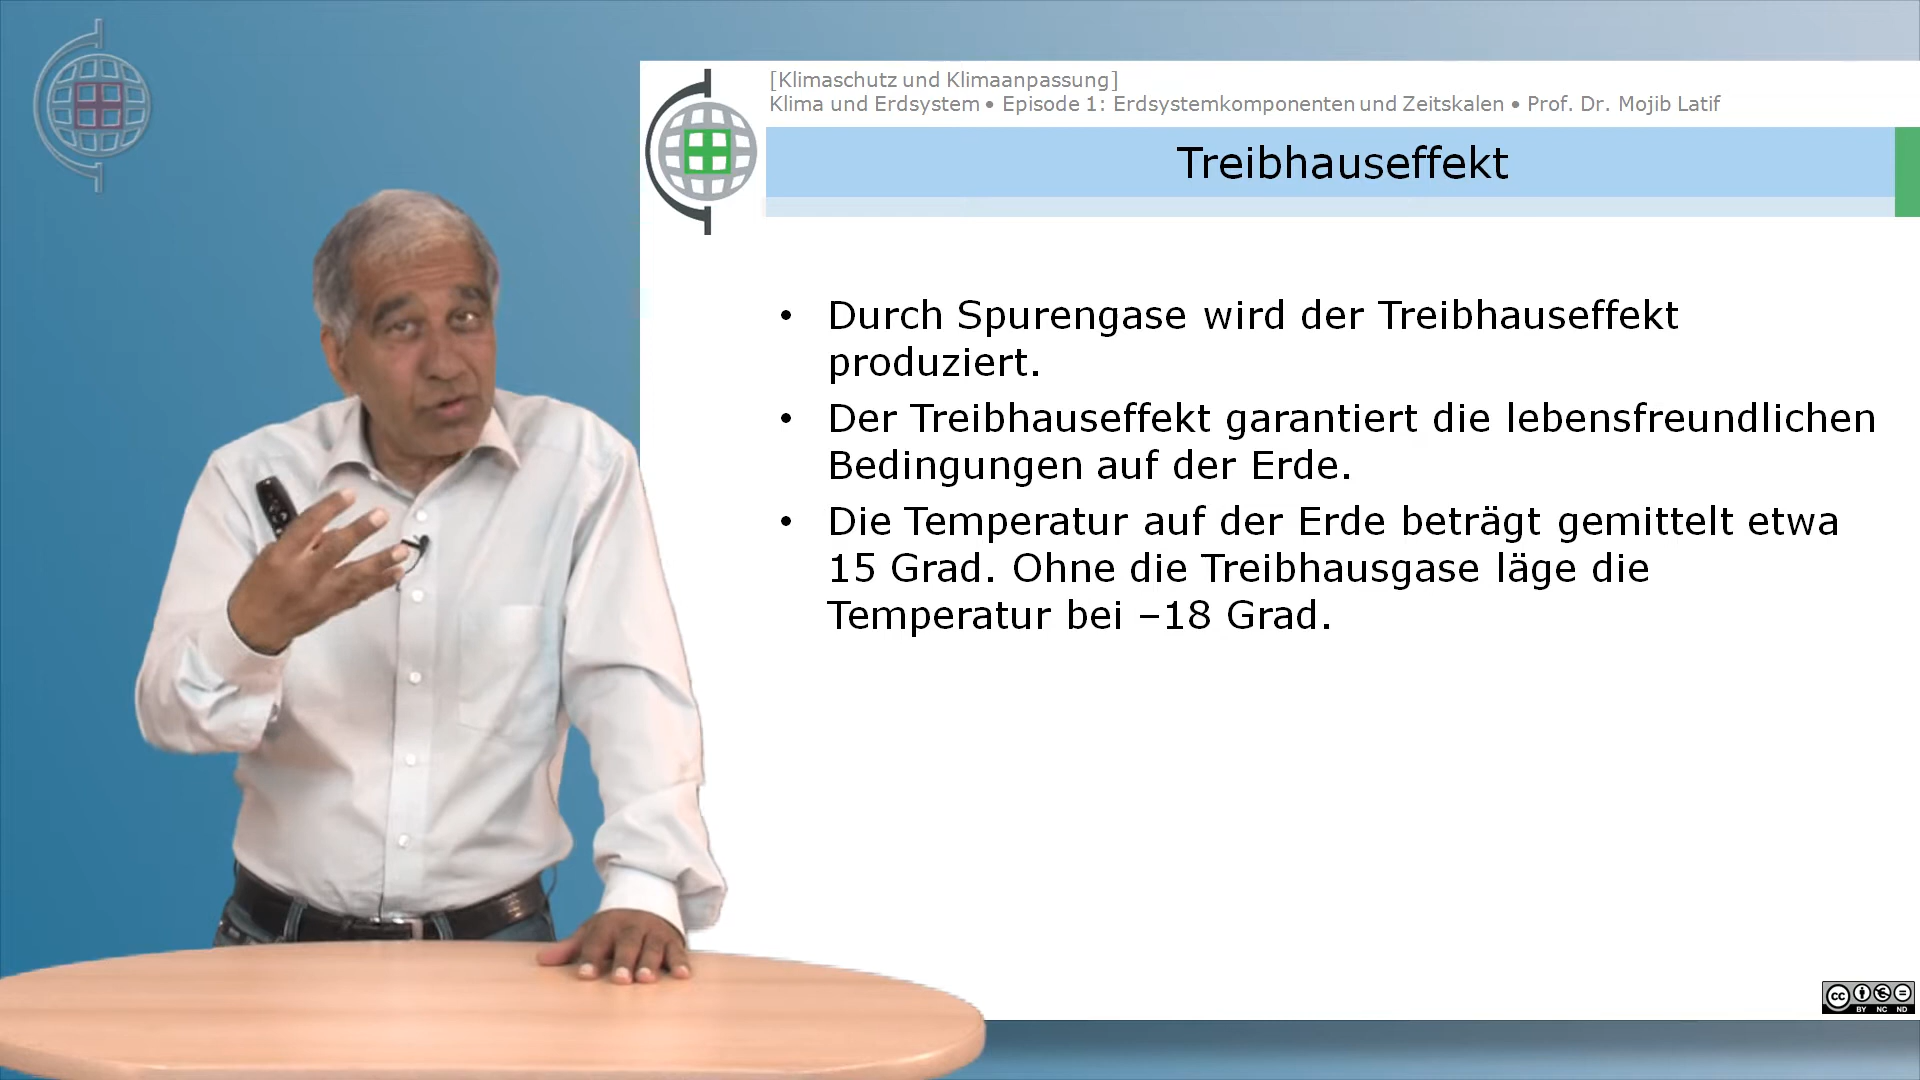 [Klimaschutz und Klimaanpassung]
Klima und Erdsystem • Episode 1: Erdsystemkomponenten und Zeitskalen • Prof. Dr. Mojib Latif
Treibhauseffekt
• Durch Spurengase wird der Treibhauseffekt
produziert.
• Der Treibhauseffekt garantiert die lebensfreundlichen
Bedingungen auf der Erde.
• Die Temperatur auf der Erde beträgt gemittelt etwa
15 Grad. Ohne die Treibhausgase läge die
Temperatur bei –18 Grad.
cc
BY NC ND